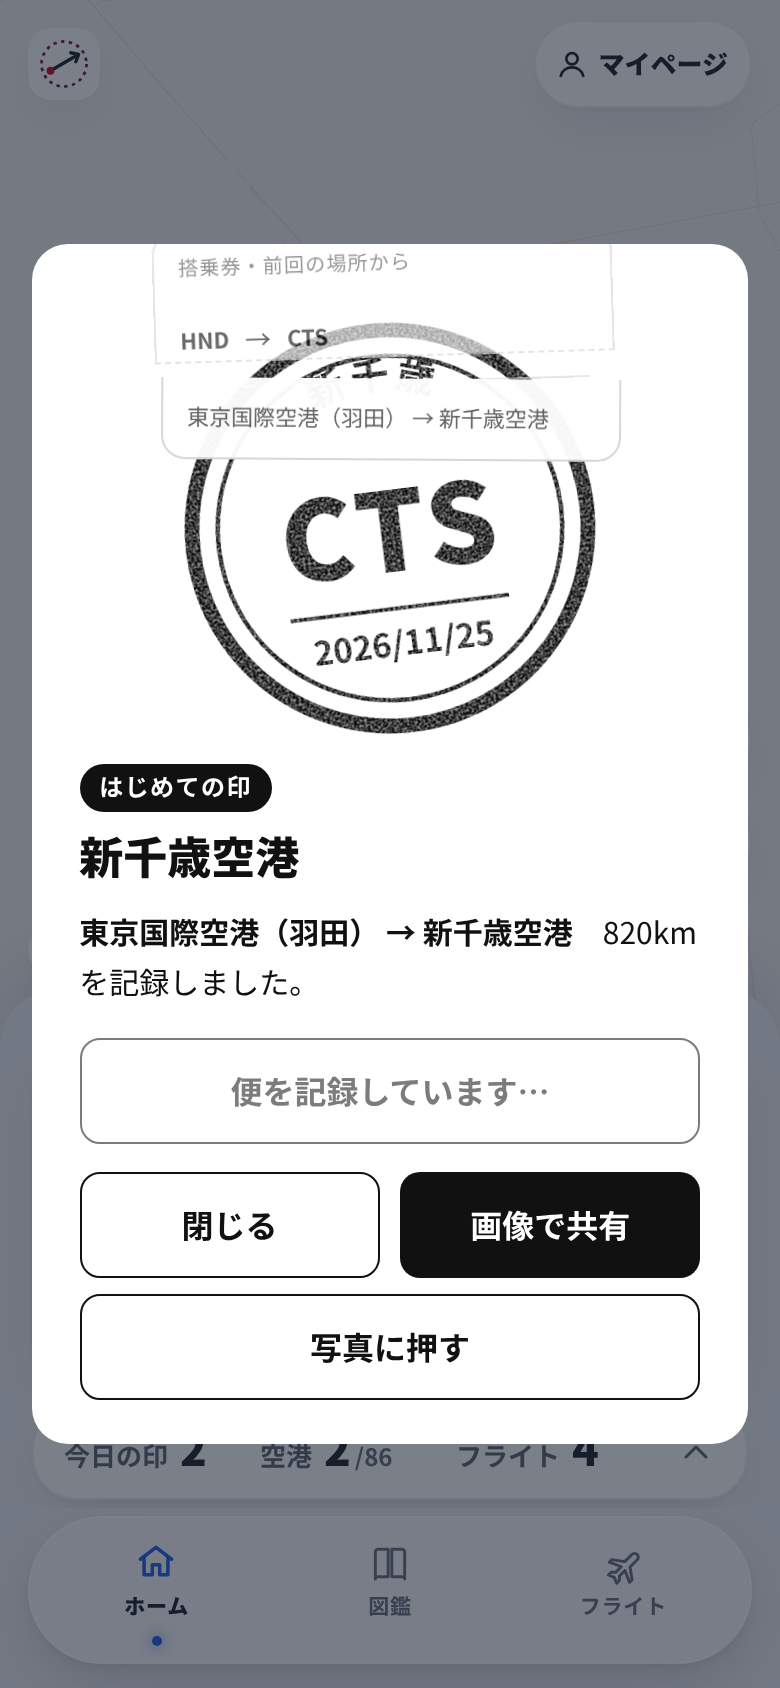 マイページ
搭乗券・前回の場所から
HND → CTS
新千歳
東京国際空港（羽田） → 新千歳空港
CTS
2026/11/25
はじめての印
新千歳空港
東京国際空港（羽田） → 新千歳空港 820km
を記録しました。
便を記録しています…
閉じる
画像で共有
写真に押す
今日の印 2 空港 2/86 フライト 4
ホーム
図鑑
フライト